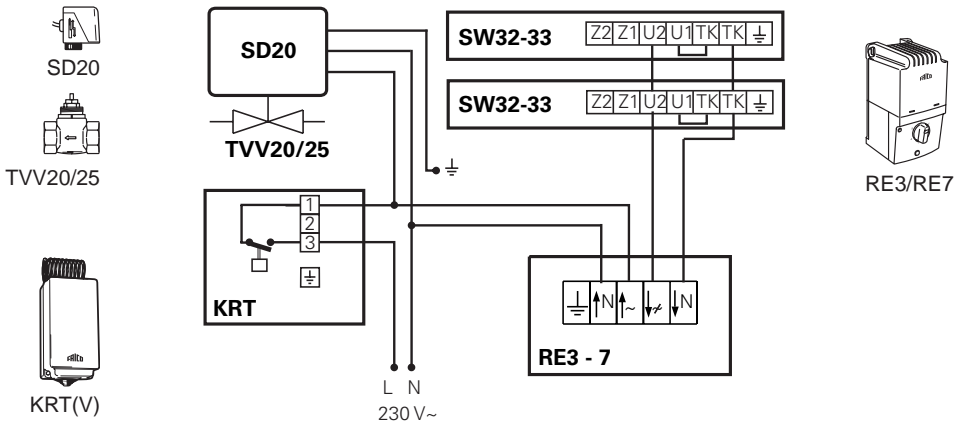 SD20
TVV20/25
FRICO
KRT(V)
SD20
TVV20/25
KRT
1
2
3
L N
230 V~
SW32-33
Z2 Z1 U2 U1 TK TK
SW32-33
Z2 Z1 U2 U1 TK TK
N ~ N
RE3 - 7
RE3/RE7